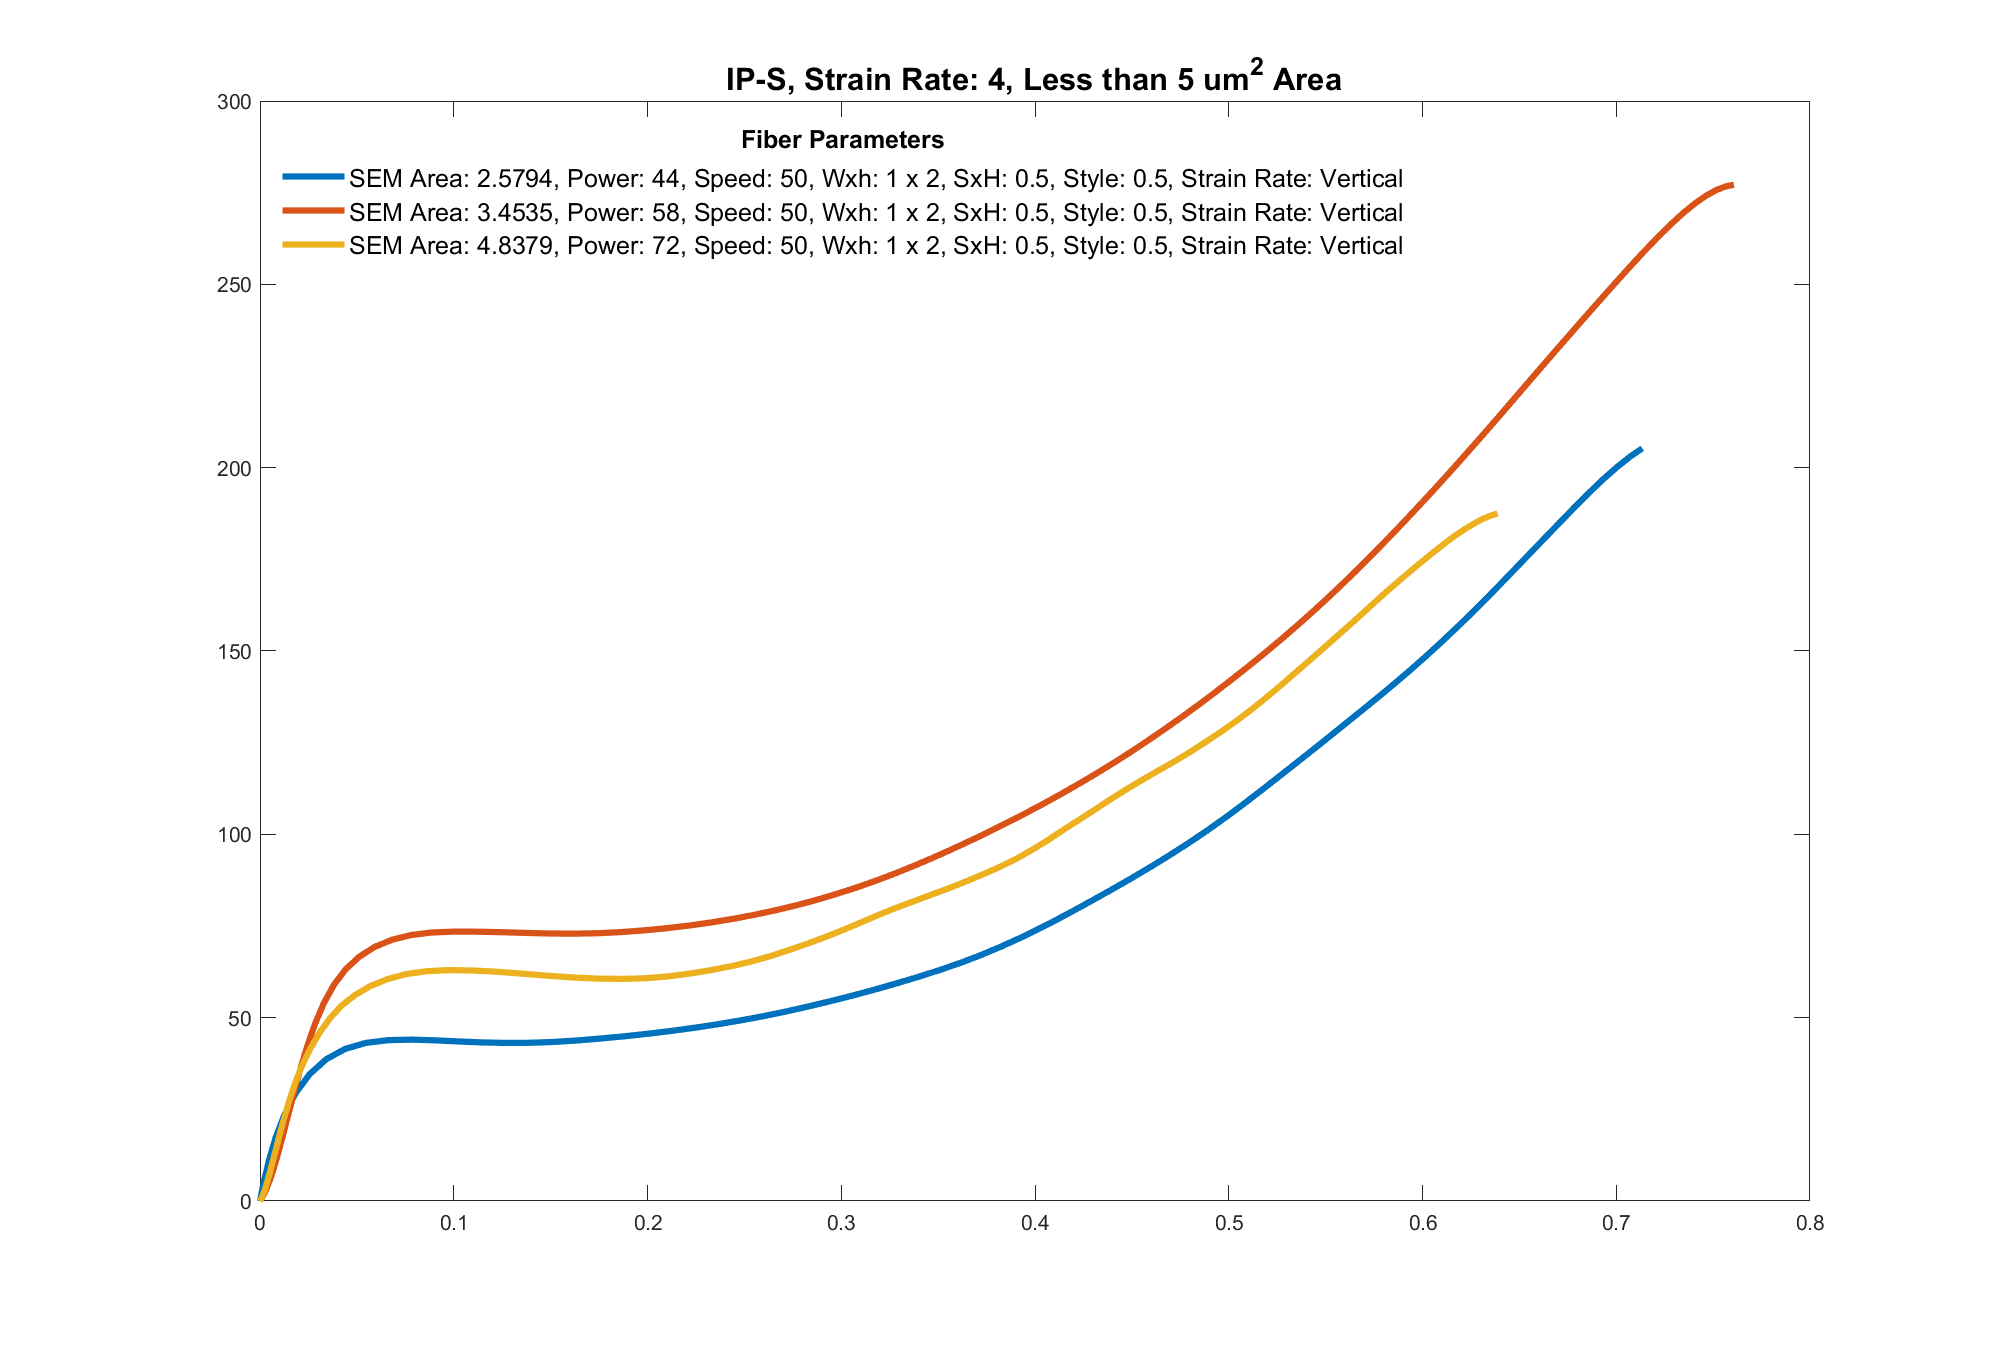 IP-S, Strain Rate: 4, Less than 5 um² Area
300
Fiber Parameters
SEM Area: 2.5794, Power: 44, Speed: 50, Wxh: 1 x 2, SxH: 0.5, Style: 0.5, Strain Rate: Vertical
SEM Area: 3.4535, Power: 58, Speed: 50, Wxh: 1 x 2, SxH: 0.5, Style: 0.5, Strain Rate: Vertical
SEM Area: 4.8379, Power: 72, Speed: 50, Wxh: 1 x 2, SxH: 0.5, Style: 0.5, Strain Rate: Vertical
250
200
150
100
50
0
0 0.1 0.2 0.3 0.4 0.5 0.6 0.7 0.8